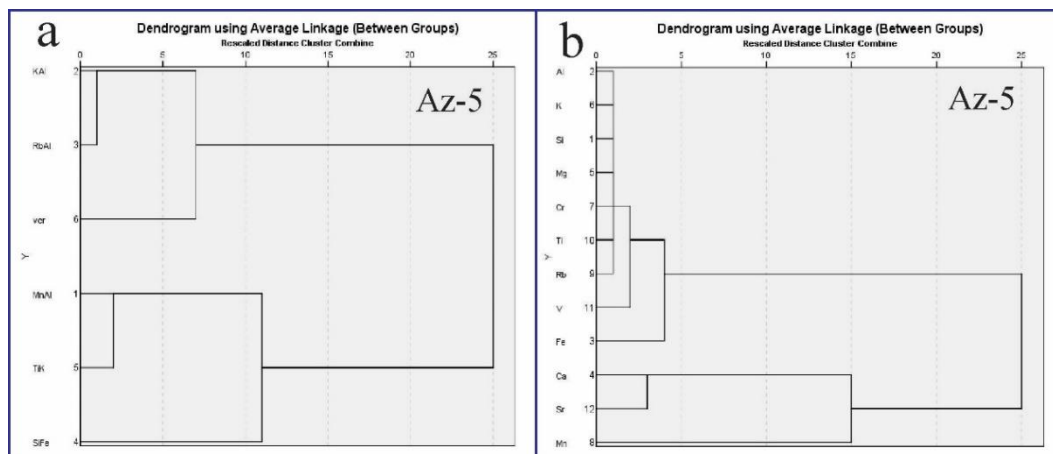 a
Dendrogram using Average Linkage (Between Groups)
Rescaled Distance Cluster Combine
0 5 10 15 20 25
Az-5
KAl 2
RbAl 3
ver 6
Y
MnAl 1
TiK 5
SiFe 4
b
Dendrogram using Average Linkage (Between Groups)
Rescaled Distance Cluster Combine
0 5 10 15 20 25
Az-5
Al 2
K 6
Si 1
Mg 5
Cr 7
Ti 10
Y
Rb 9
V 11
Fe 3
Ca 4
Sr 12
Mn 8